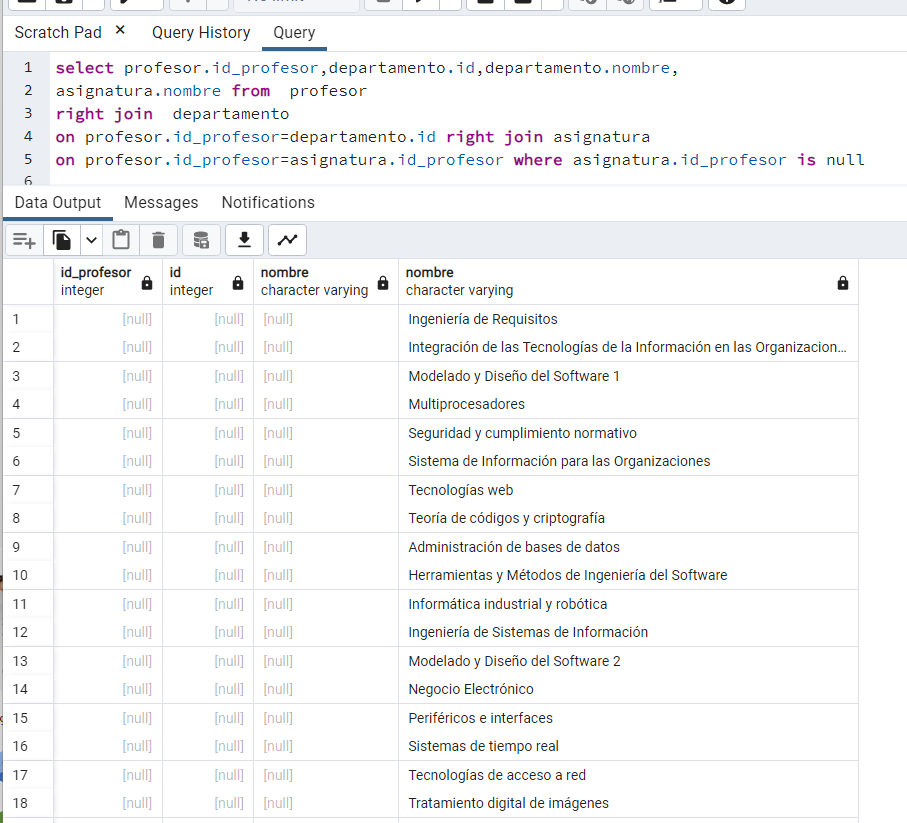 Scratch Pad × Query History Query
1 select profesor.id_profesor,departamento.id,departamento.nombre,
2 asignatura.nombre from  profesor
3 right join  departamento
4 on profesor.id_profesor=departamento.id right join asignatura
5 on profesor.id_profesor=asignatura.id_profesor where asignatura.id_profesor is null
6
Data Output Messages Notifications
id_profesor id nombre nombre
integer integer character varying character varying
1 [null] [null] [null] Ingeniería de Requisitos
2 [null] [null] [null] Integración de las Tecnologías de la Información en las Organizacion...
3 [null] [null] [null] Modelado y Diseño del Software 1
4 [null] [null] [null] Multiprocesadores
5 [null] [null] [null] Seguridad y cumplimiento normativo
6 [null] [null] [null] Sistema de Información para las Organizaciones
7 [null] [null] [null] Tecnologías web
8 [null] [null] [null] Teoría de códigos y criptografía
9 [null] [null] [null] Administración de bases de datos
10 [null] [null] [null] Herramientas y Métodos de Ingeniería del Software
11 [null] [null] [null] Informática industrial y robótica
12 [null] [null] [null] Ingeniería de Sistemas de Información
13 [null] [null] [null] Modelado y Diseño del Software 2
14 [null] [null] [null] Negocio Electrónico
15 [null] [null] [null] Periféricos e interfaces
16 [null] [null] [null] Sistemas de tiempo real
17 [null] [null] [null] Tecnologías de acceso a red
18 [null] [null] [null] Tratamiento digital de imágenes